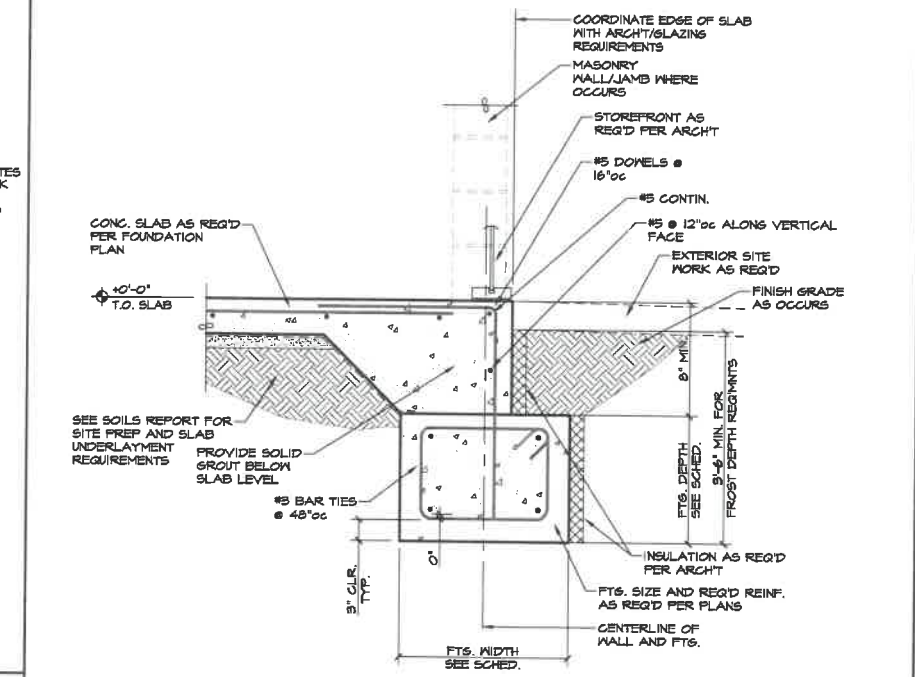 COORDINATE EDGE OF SLAB
WITH ARCH'T/GLAZING
REQUIREMENTS
MASONRY
WALL/JAMB WHERE
OCCURS
STOREFRONT AS
REQ'D PER ARCH'T
#5 DOWELS @
16"oc
#5 CONTIN.
#5 @ 12"oc ALONG VERTICAL
FACE
EXTERIOR SITE
WORK AS REQ'D
FINISH GRADE
AS OCCURS
TES
K
CONC. SLAB AS REQ'D
PER FOUNDATION
PLAN
+0'-0"
T.O. SLAB
SEE SOILS REPORT FOR
SITE PREP AND SLAB
UNDERLAYMENT
REQUIREMENTS
PROVIDE SOLID
GROUT BELOW
SLAB LEVEL
#3 BAR TIES
@ 48"oc
3" CLR.
TYP.
0"
8" MIN.
FTG. DEPTH
SEE SCHED.
3'-6" MIN. FOR
FROST DEPTH REQ'MNTS
INSULATION AS REQ'D
PER ARCH'T
FTG. SIZE AND REQ'D REINF.
AS REQ'D PER PLANS
CENTERLINE OF
WALL AND FTG.
FTG. WIDTH
SEE SCHED.